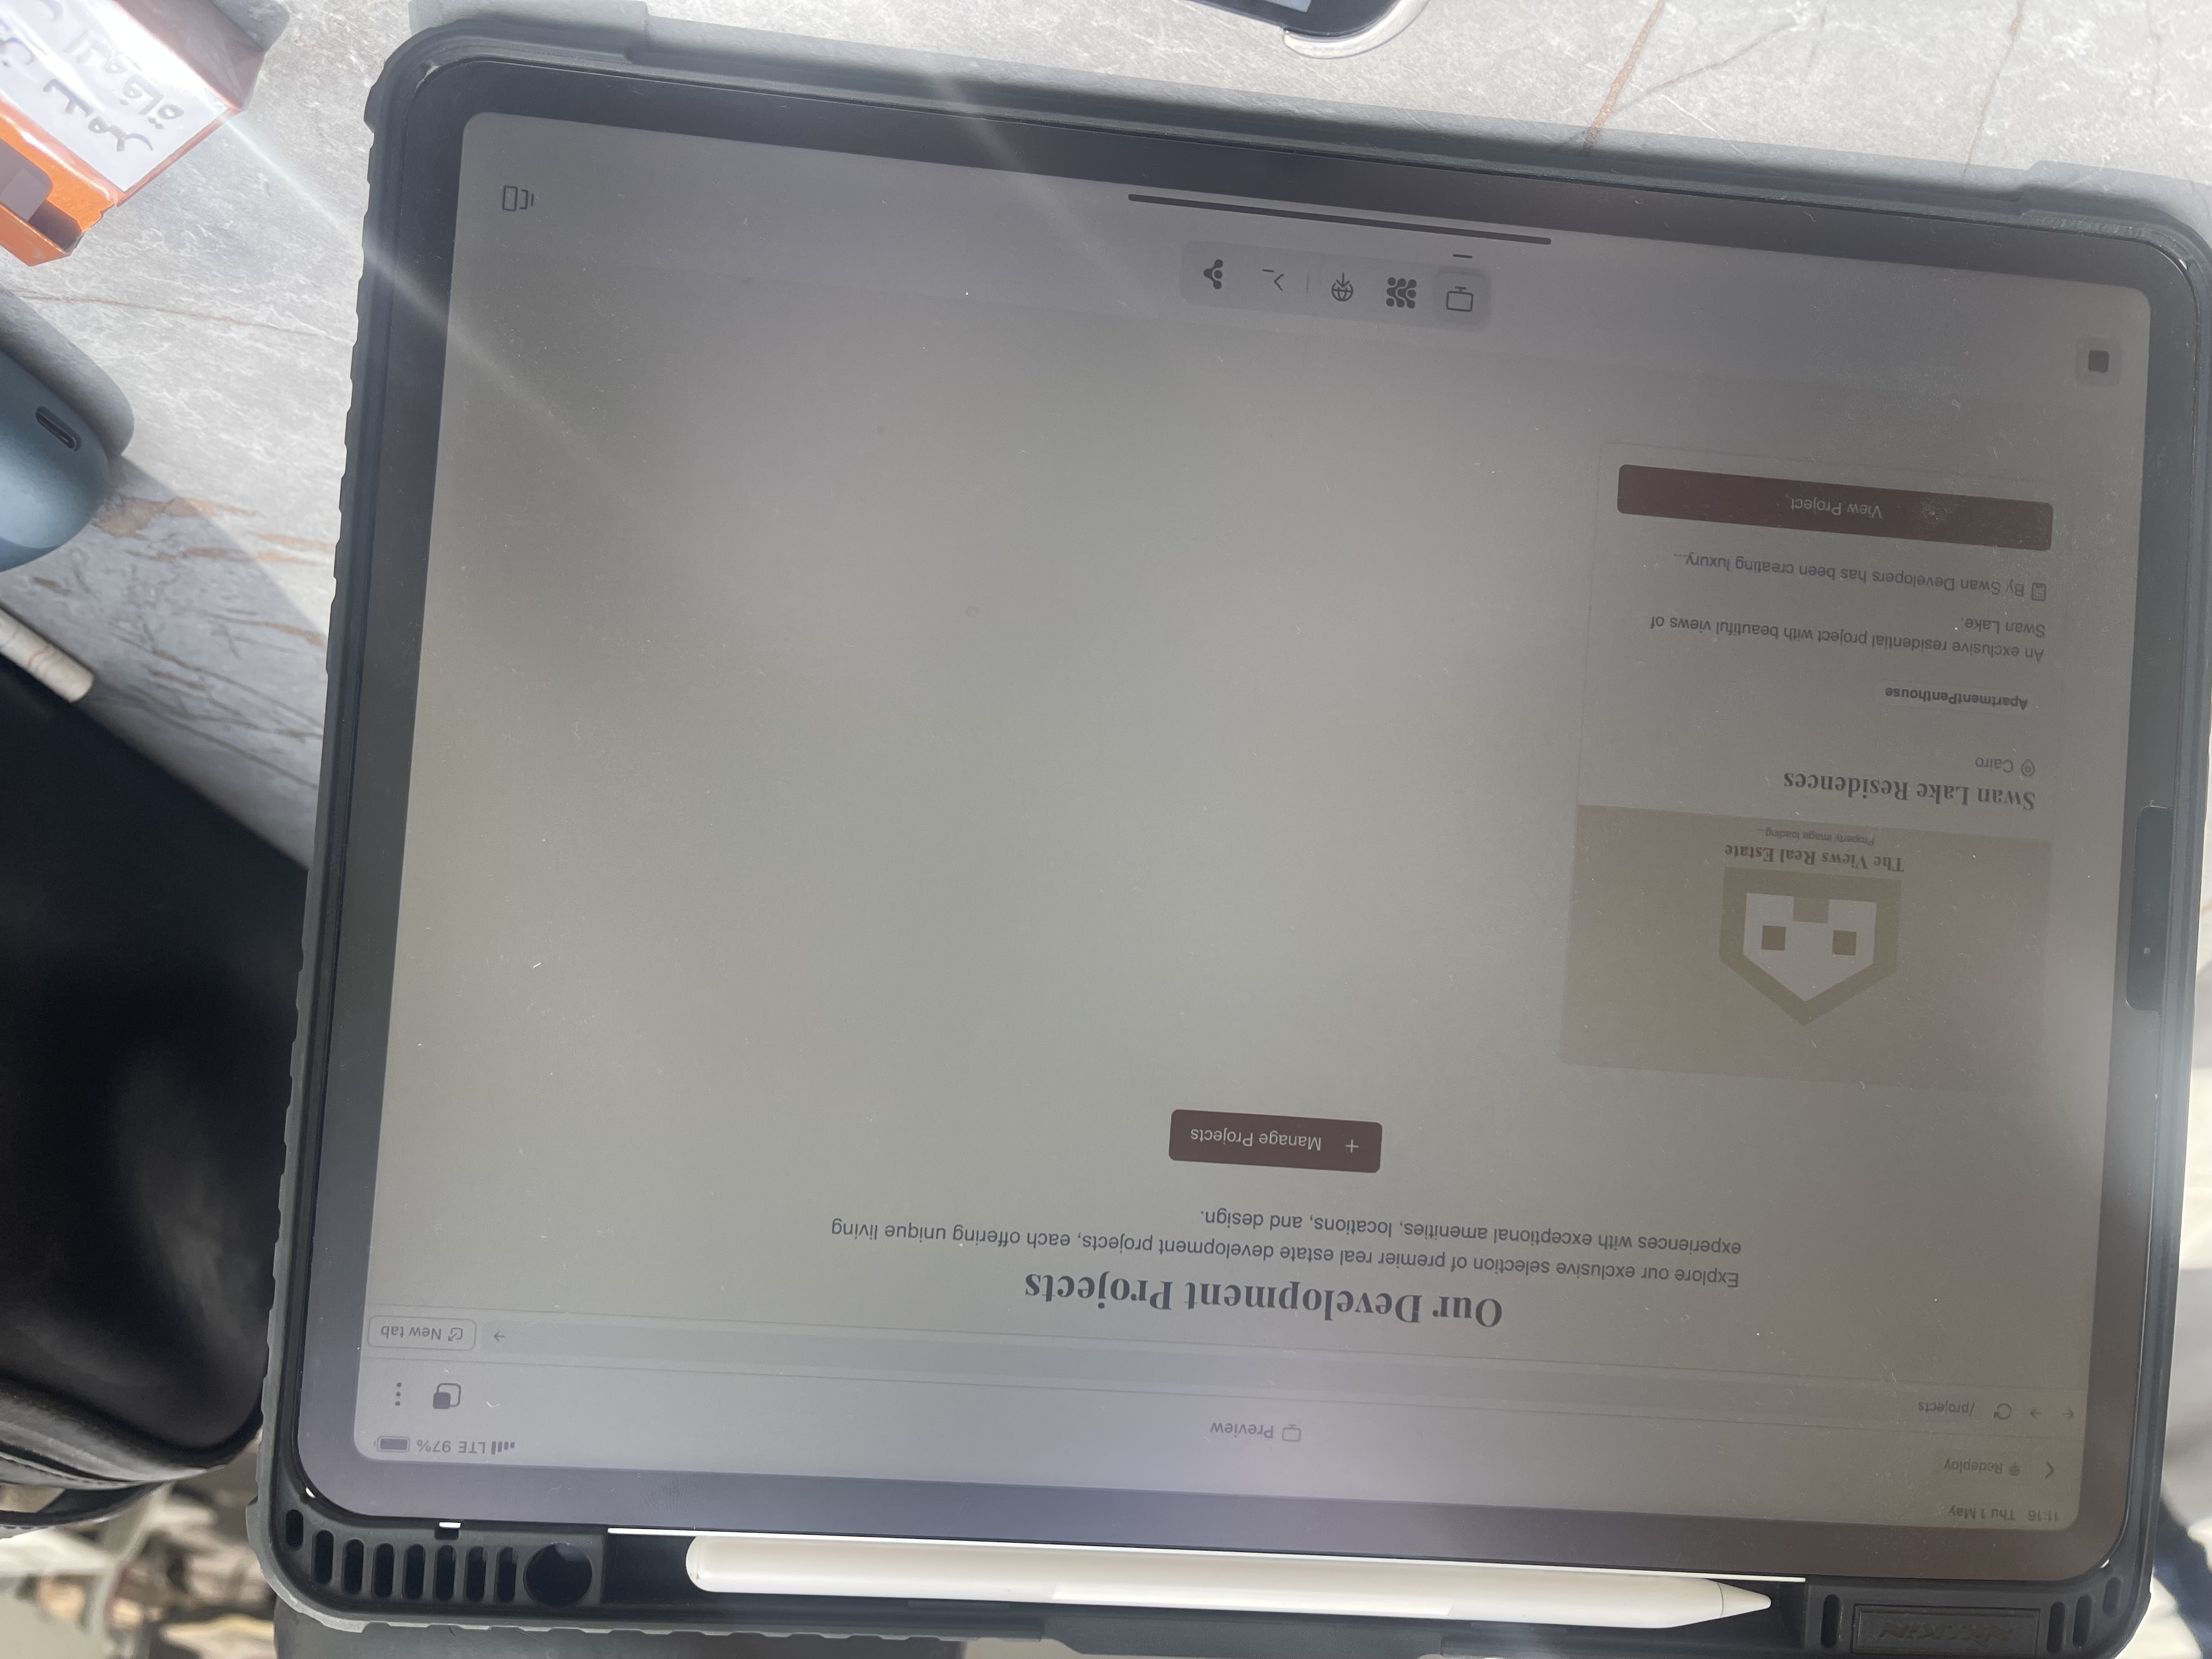 NILLKIN
11:16 Thu 1 May
LTE 97%
Redeploy
Preview
/projects
New tab
Our Development Projects
Explore our exclusive selection of premier real estate development projects, each offering unique living
experiences with exceptional amenities, locations, and design.
+ Manage Projects
The Views Real Estate
Property image loading...
Swan Lake Residences
Cairo
ApartmentPenthouse
An exclusive residential project with beautiful views of
Swan Lake.
By Swan Developers has been creating luxury...
View Project
يدمر
الوفاة